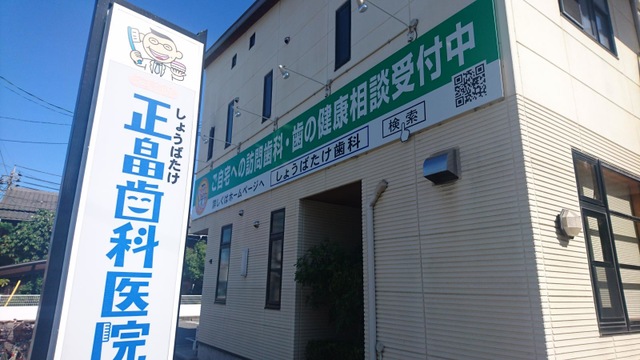 しょうばたけ
正畠歯科医院
ご自宅への訪問歯科・歯の健康相談受付中
詳しくはホームページへ しょうばたけ歯科 検索